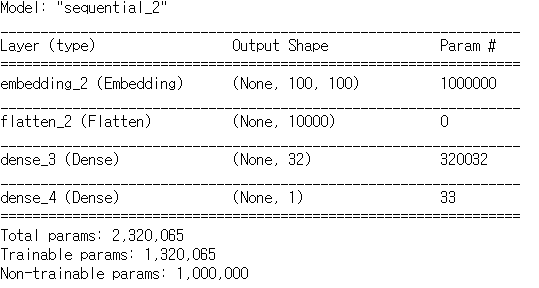 Model: "sequential_2"
_________________________________________________________________
Layer (type)                 Output Shape              Param #
=================================================================
embedding_2 (Embedding)      (None, 100, 100)          1000000
_________________________________________________________________
flatten_2 (Flatten)          (None, 10000)             0
_________________________________________________________________
dense_3 (Dense)              (None, 32)                320032
_________________________________________________________________
dense_4 (Dense)              (None, 1)                 33
=================================================================
Total params: 2,320,065
Trainable params: 1,320,065
Non-trainable params: 1,000,000